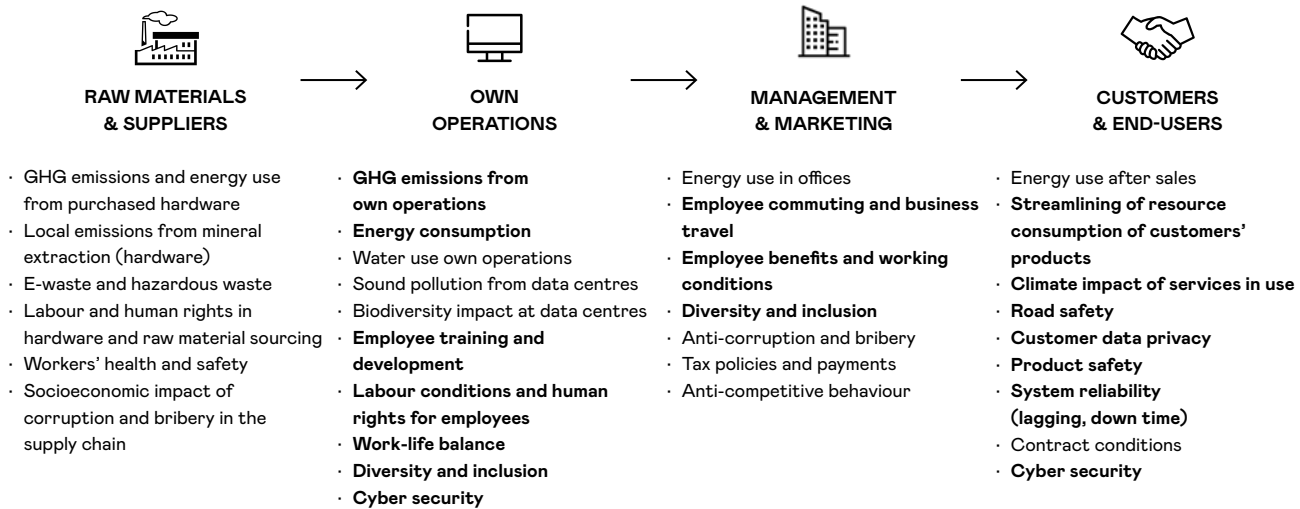 RAW MATERIALS
& SUPPLIERS
· GHG emissions and energy use
from purchased hardware
· Local emissions from mineral
extraction (hardware)
· E-waste and hazardous waste
· Labour and human rights in
hardware and raw material sourcing
· Workers’ health and safety
· Socioeconomic impact of
corruption and bribery in the
supply chain
OWN
OPERATIONS
· GHG emissions from
own operations
· Energy consumption
· Water use own operations
· Sound pollution from data centres
· Biodiversity impact at data centres
· Employee training and
development
· Labour conditions and human
rights for employees
· Work-life balance
· Diversity and inclusion
· Cyber security
MANAGEMENT
& MARKETING
· Energy use in offices
· Employee commuting and business
travel
· Employee benefits and working
conditions
· Diversity and inclusion
· Anti-corruption and bribery
· Tax policies and payments
· Anti-competitive behaviour
CUSTOMERS
& END-USERS
· Energy use after sales
· Streamlining of resource
consumption of customers’
products
· Climate impact of services in use
· Road safety
· Customer data privacy
· Product safety
· System reliability
(lagging, down time)
· Contract conditions
· Cyber security